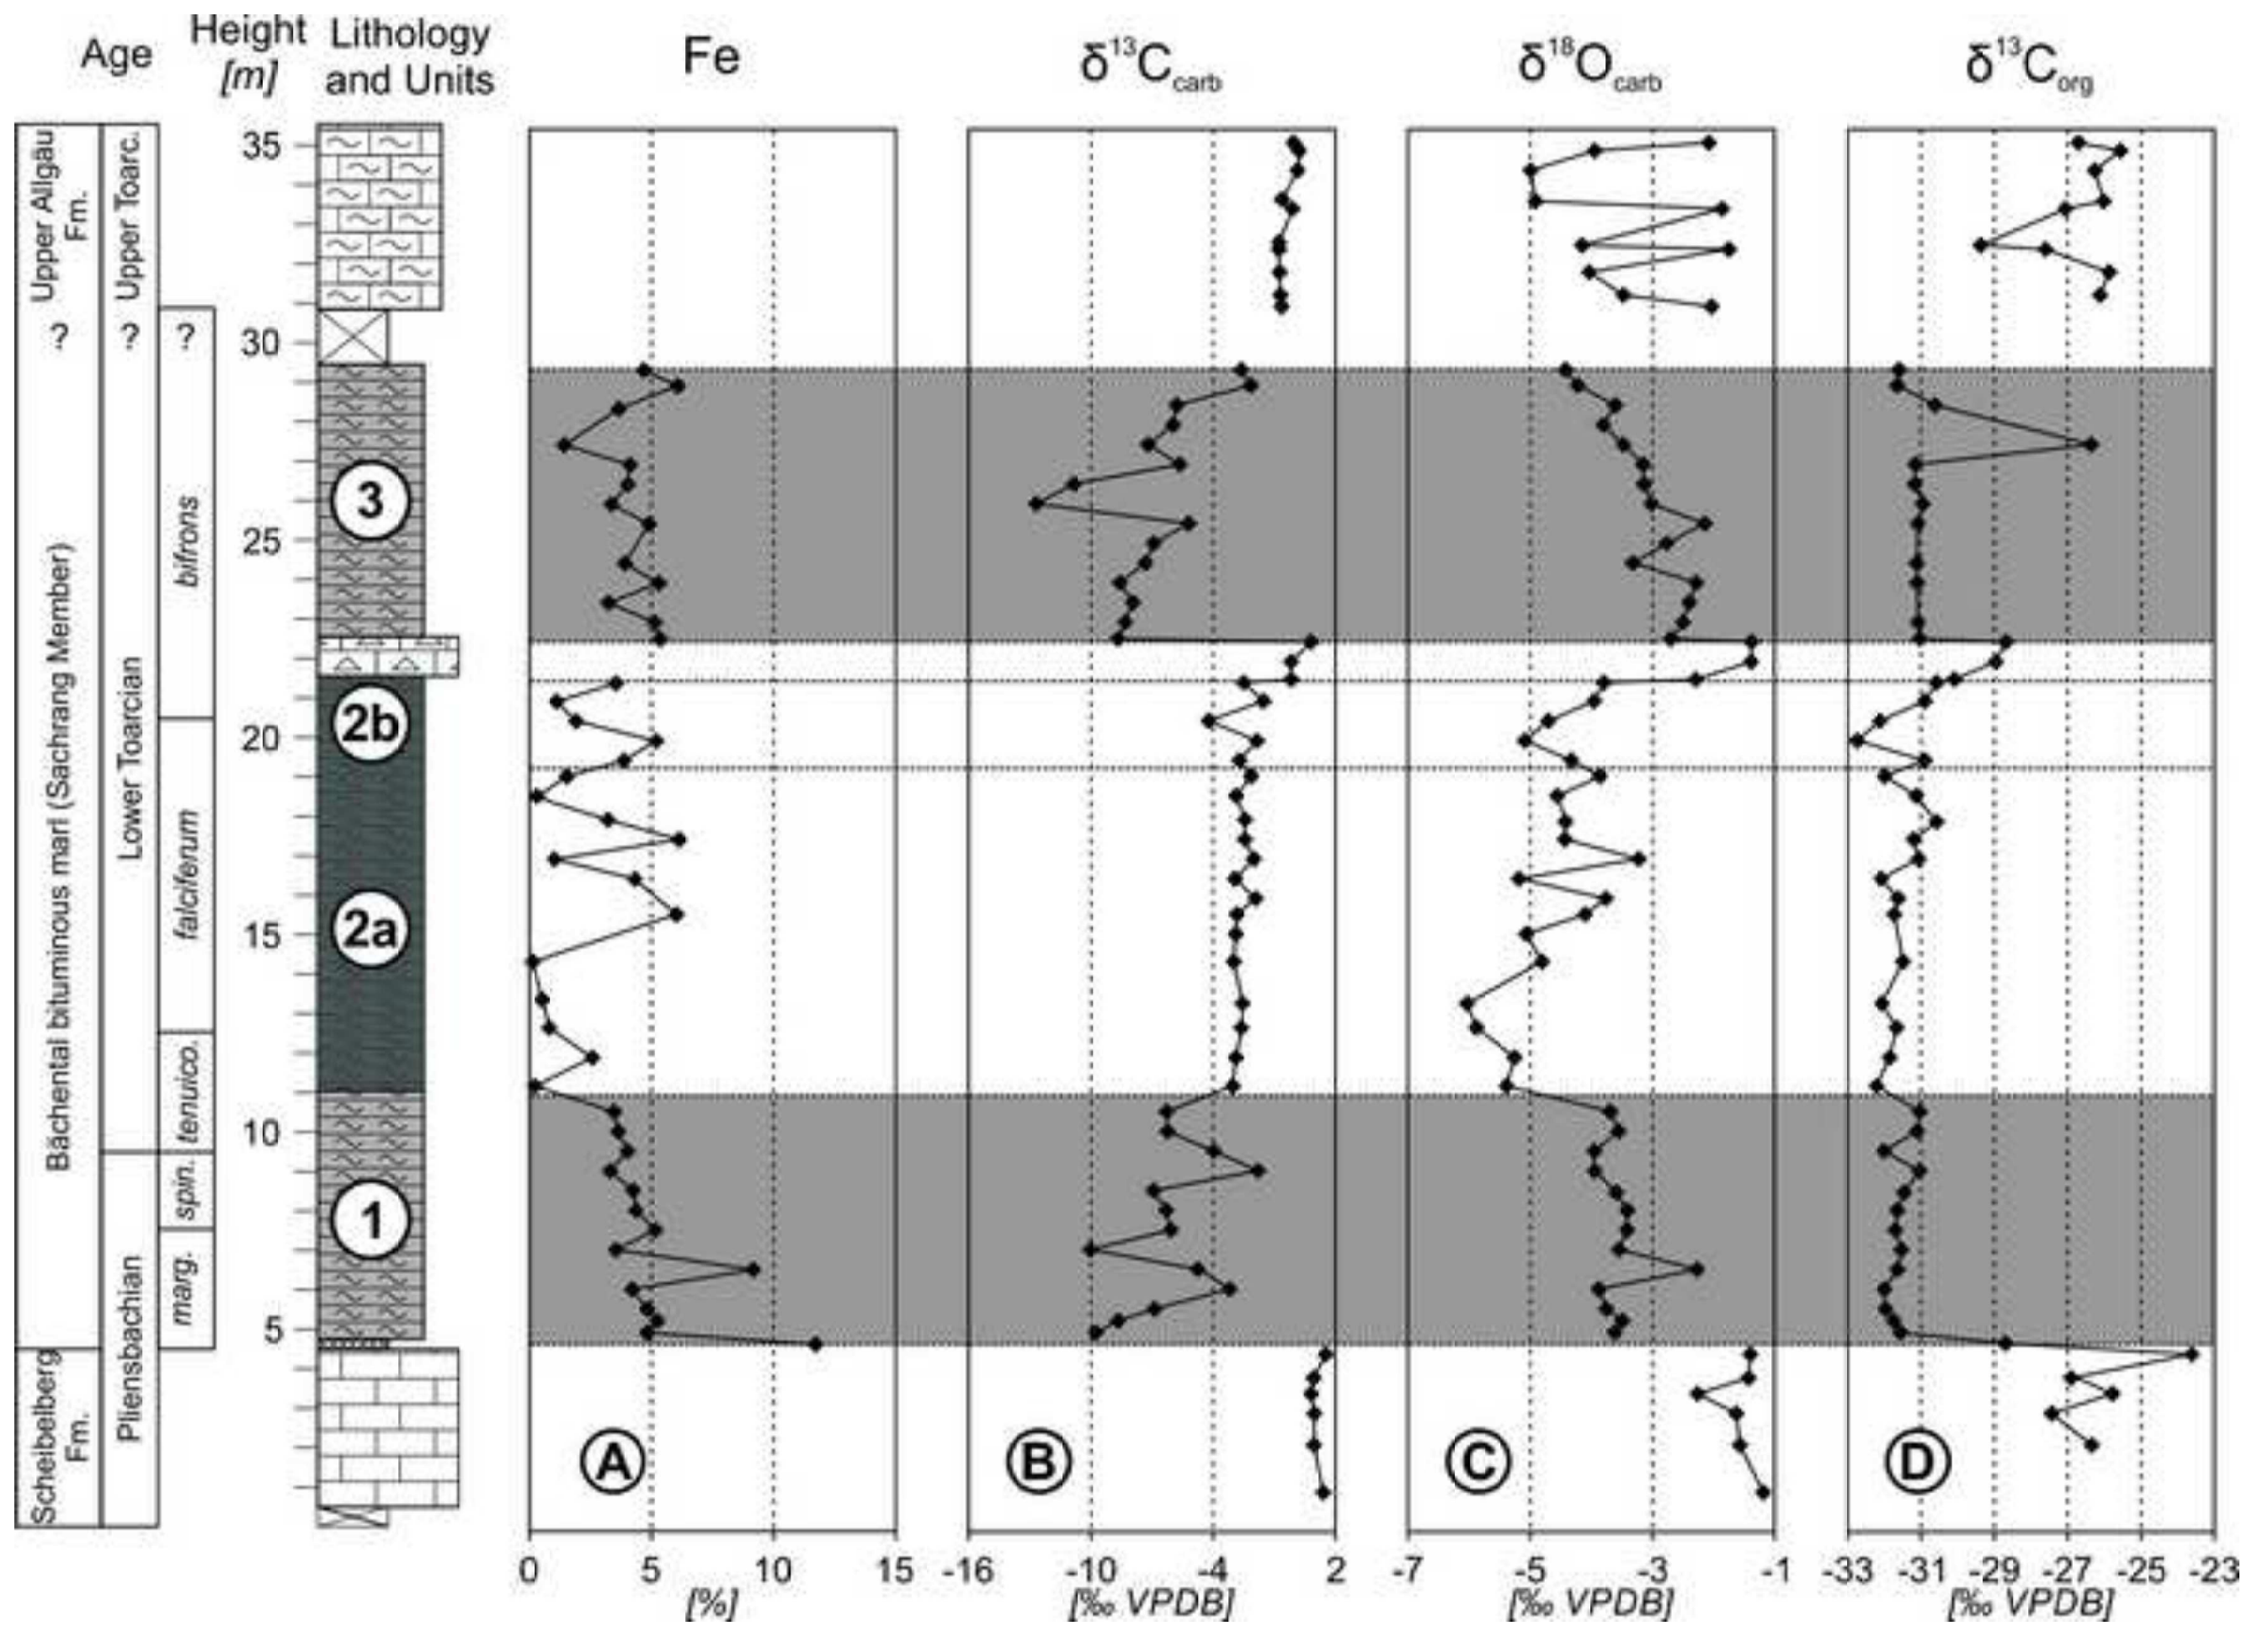 Age
Height
[m]
Lithology
and Units
Fe
δ13Ccarb
δ18Ocarb
δ13Corg
Upper Allgäu
Fm.
?
Bächental bituminous marl (Sachrang Member)
Scheibelberg
Fm.
Upper Toarc.
?
Lower Toarcian
Pliensbachian
?
bifrons
falciferum
tenuico.
spin.
marg.
35
30
25
20
15
10
5
3
2b
2a
1
A
B
C
D
0 5 10 15
[%]
-16 -10 -4 2
[‰ VPDB]
-7 -5 -3 -1
[‰ VPDB]
-33 -31 -29 -27 -25 -23
[‰ VPDB]